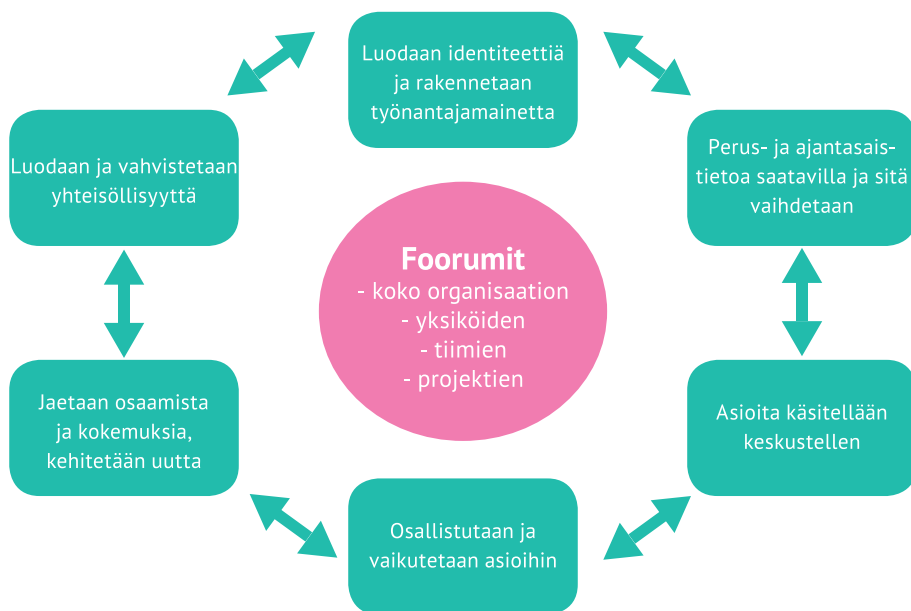 Luodaan identiteettiä
ja rakennetaan
työnantajamainetta
Luodaan ja vahvistetaan
yhteisöllisyyttä
Perus- ja ajantasais-
tietoa saatavilla ja sitä
vaihdetaan
Foorumit
- koko organisaation
- yksiköiden
- tiimien
- projektien
Jaetaan osaamista
ja kokemuksia,
kehitetään uutta
Asioita käsitellään
keskustellen
Osallistutaan ja
vaikutetaan asioihin